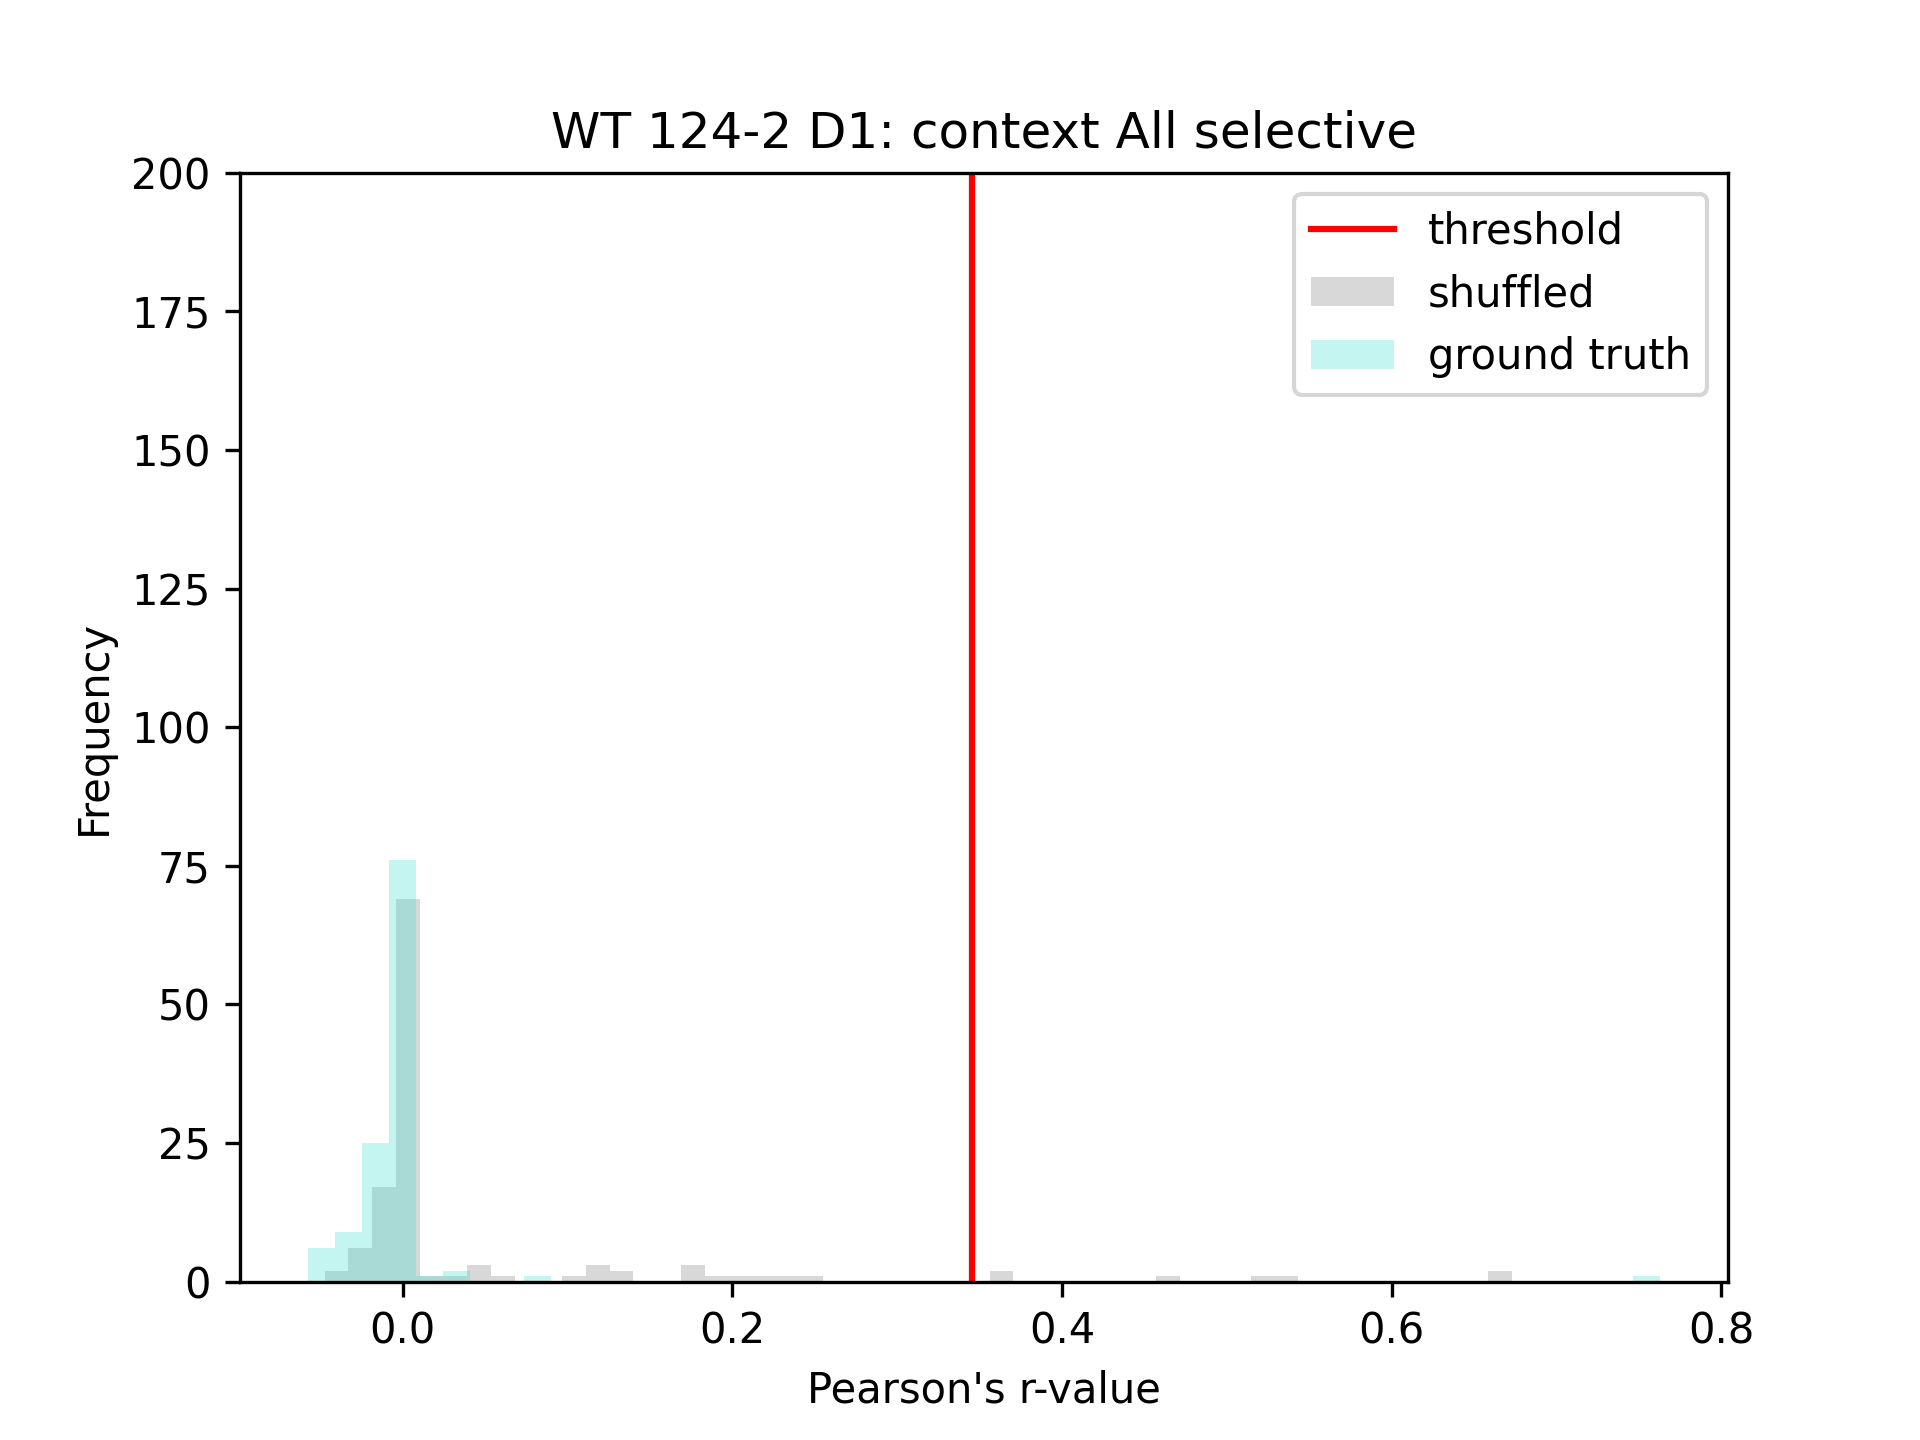 WT 124-2 D1: context All selective
200
175
150
125
100
75
50
25
0
Frequency
threshold
shuffled
ground truth
0.0 0.2 0.4 0.6 0.8
Pearson's r-value